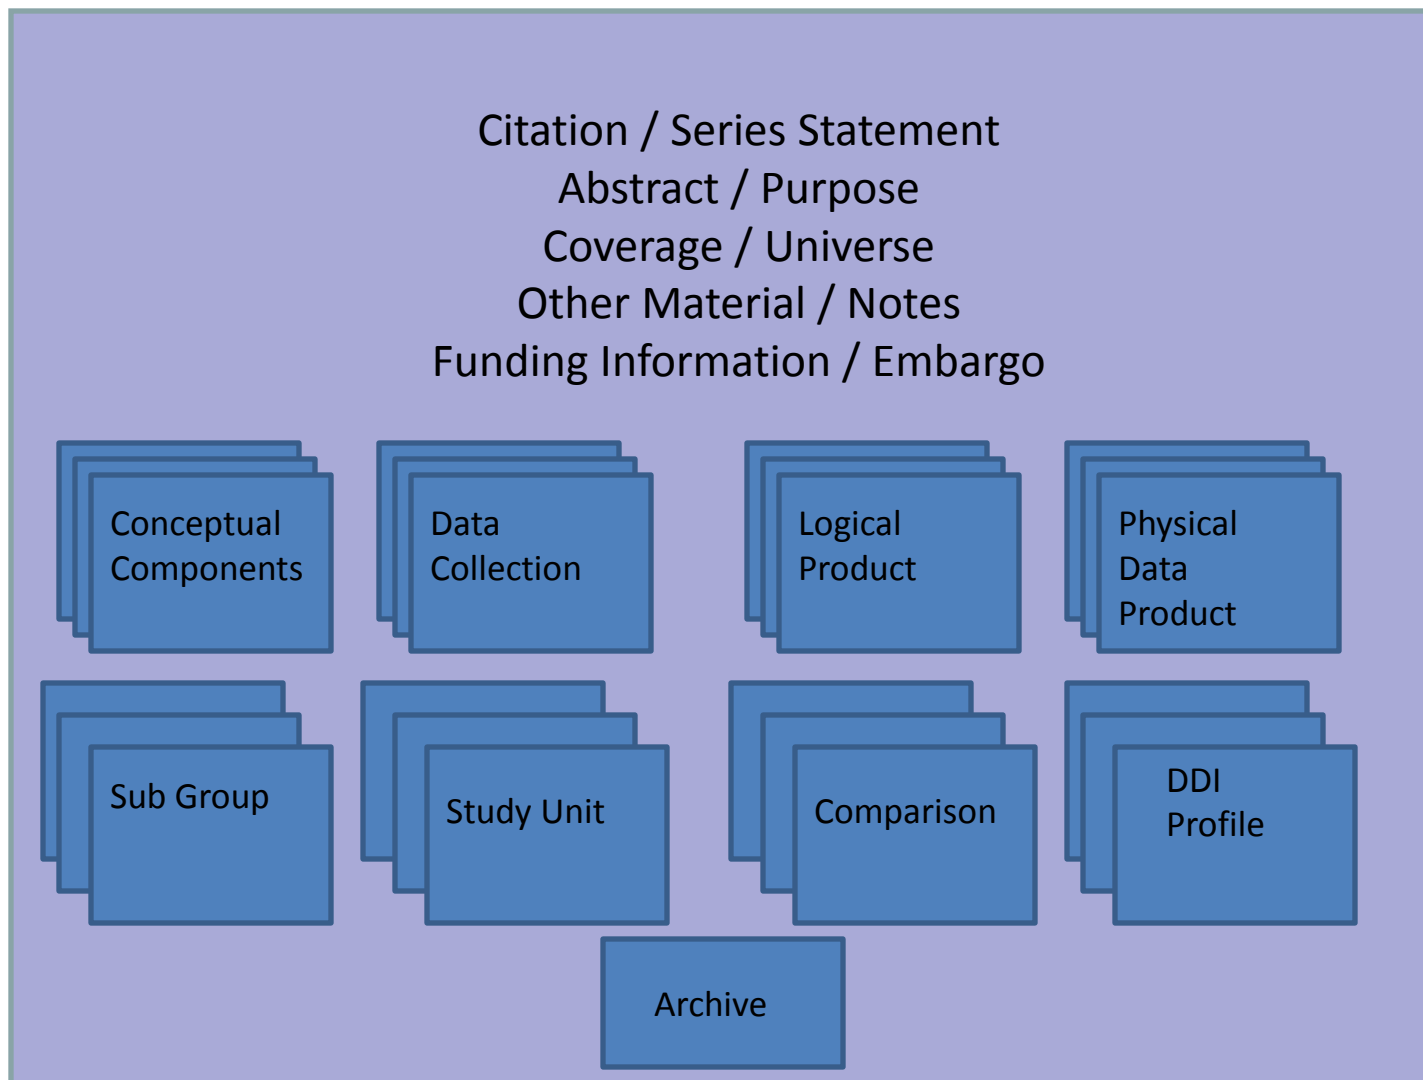 Citation / Series Statement
Abstract / Purpose
Coverage / Universe
Other Material / Notes
Funding Information / Embargo
Conceptual
Components
Data
Collection
Logical
Product
Physical
Data
Product
Sub Group
Study Unit
Comparison
DDI
Profile
Archive